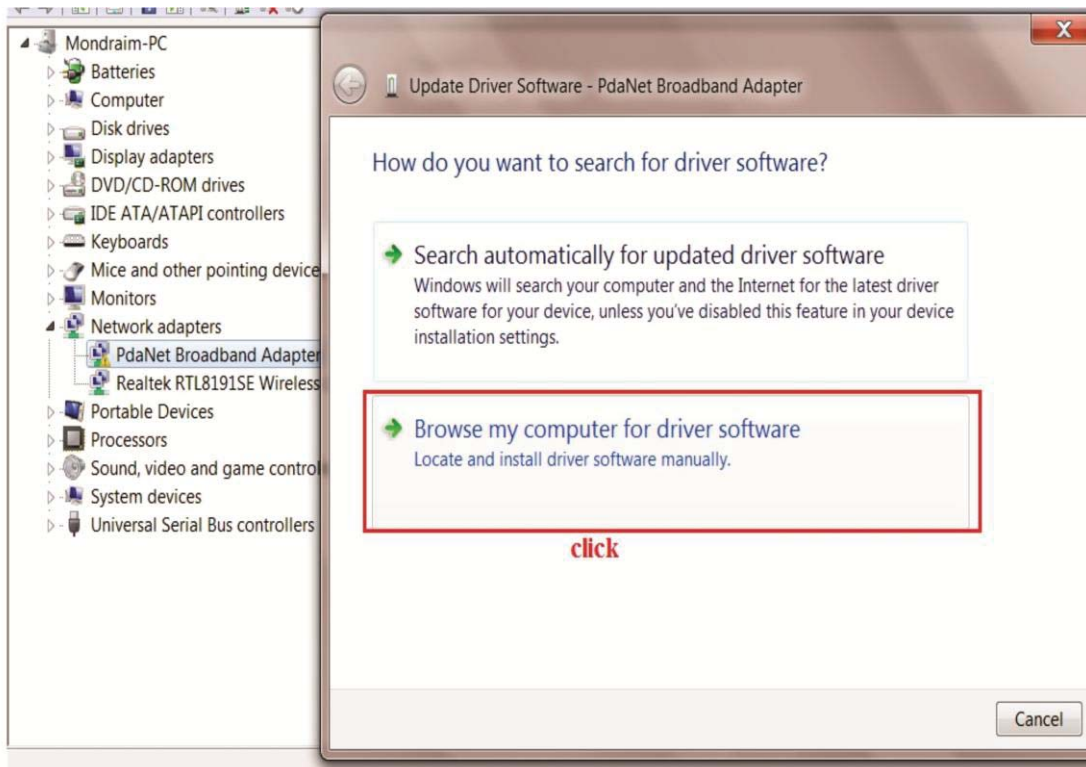 Mondraim-PC
Batteries
Computer
Disk drives
Display adapters
DVD/CD-ROM drives
IDE ATA/ATAPI controllers
Keyboards
Mice and other pointing device
Monitors
Network adapters
PdaNet Broadband Adapter
Realtek RTL8191SE Wireless
Portable Devices
Processors
Sound, video and game control
System devices
Universal Serial Bus controllers
Update Driver Software - PdaNet Broadband Adapter
How do you want to search for driver software?
Search automatically for updated driver software
Windows will search your computer and the Internet for the latest driver
software for your device, unless you've disabled this feature in your device
installation settings.
Browse my computer for driver software
Locate and install driver software manually.
click
Cancel